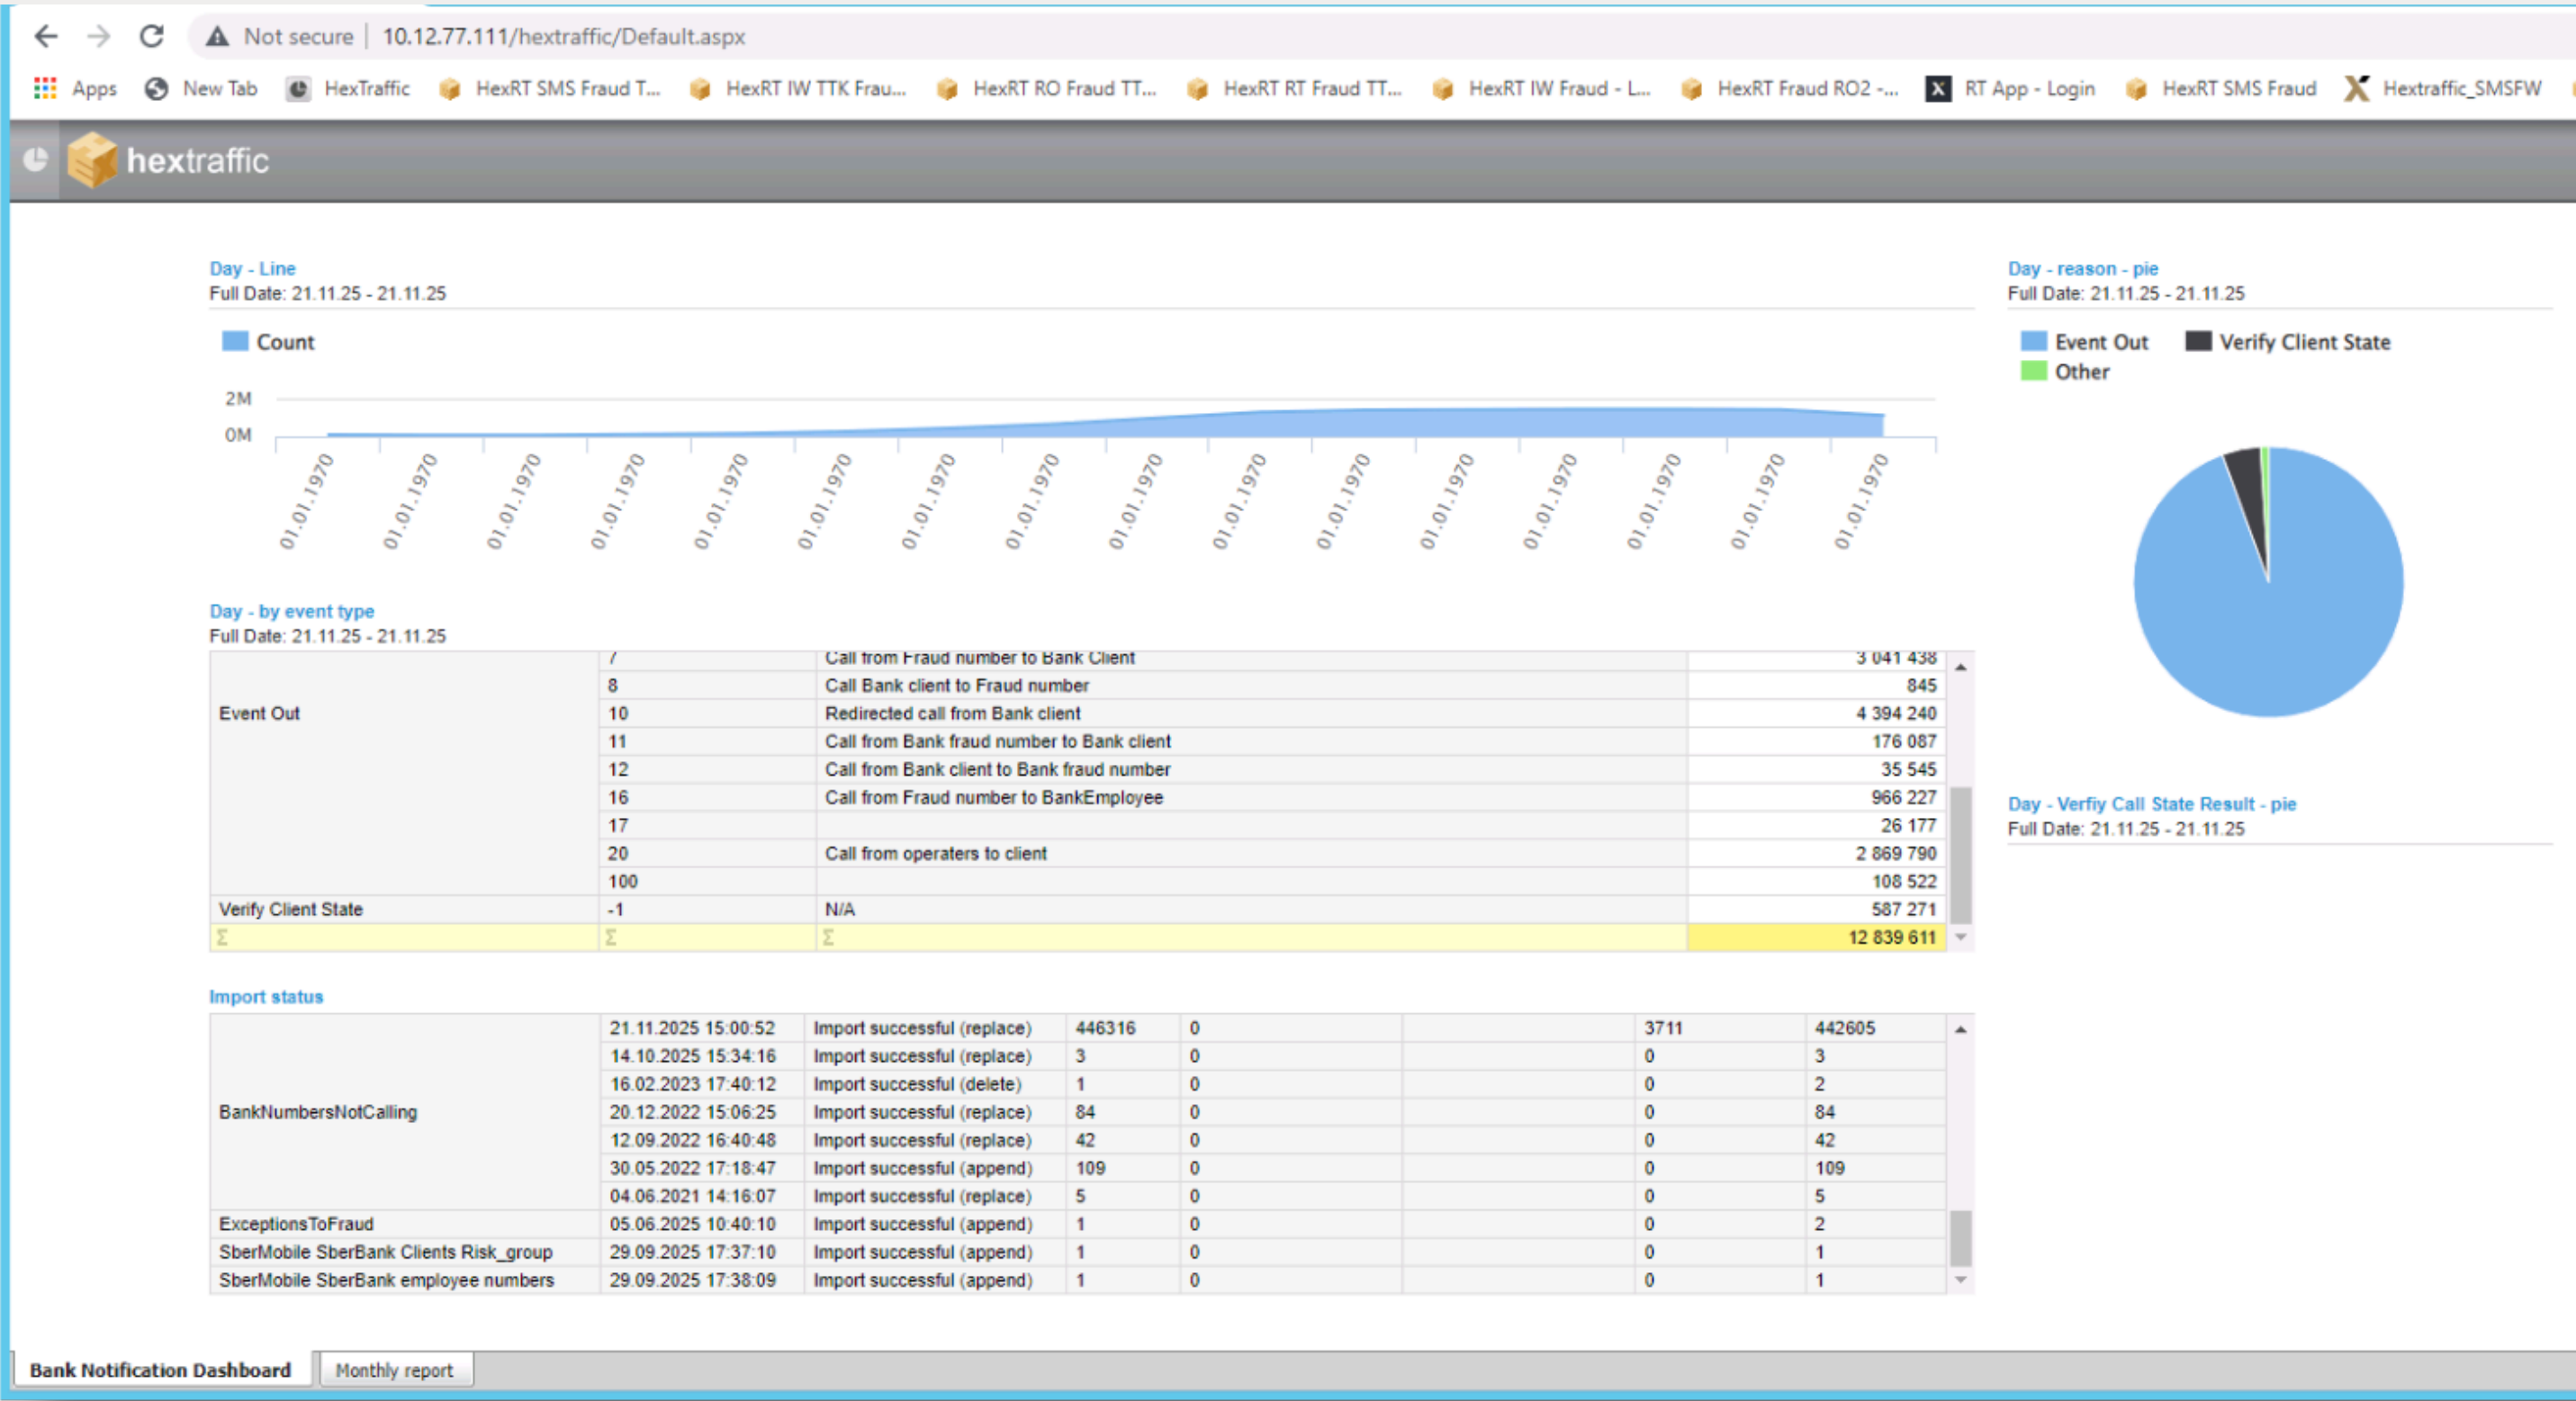 Not secure | 10.12.77.111/hextraffic/Default.aspx
Apps New Tab HexTraffic HexRT SMS Fraud T... HexRT IW TTK Frau... HexRT RO Fraud TT... HexRT RT Fraud TT... HexRT IW Fraud - L... HexRT Fraud RO2 -... RT App - Login HexRT SMS Fraud Hextraffic_SMSFW
hextraffic
Day - Line
Full Date: 21.11.25 - 21.11.25
Count
2M
0M
01.01.1970 01.01.1970 01.01.1970 01.01.1970 01.01.1970 01.01.1970 01.01.1970 01.01.1970 01.01.1970 01.01.1970 01.01.1970 01.01.1970 01.01.1970 01.01.1970 01.01.1970 01.01.1970
Day - reason - pie
Full Date: 21.11.25 - 21.11.25
Event Out Verify Client State
Other
Day - by event type
Full Date: 21.11.25 - 21.11.25
7 Call from Fraud number to Bank Client 3 041 438
8 Call Bank client to Fraud number 845
Event Out 10 Redirected call from Bank client 4 394 240
11 Call from Bank fraud number to Bank client 176 087
12 Call from Bank client to Bank fraud number 35 545
16 Call from Fraud number to BankEmployee 966 227
17 26 177
20 Call from operaters to client 2 869 790
100 108 522
Verify Client State -1 N/A 587 271
Σ Σ Σ 12 839 611
Day - Verfiy Call State Result - pie
Full Date: 21.11.25 - 21.11.25
Import status
21.11.2025 15:00:52 Import successful (replace) 446316 0 3711 442605
14.10.2025 15:34:16 Import successful (replace) 3 0 0 3
16.02.2023 17:40:12 Import successful (delete) 1 0 0 2
BankNumbersNotCalling 20.12.2022 15:06:25 Import successful (replace) 84 0 0 84
12.09.2022 16:40:48 Import successful (replace) 42 0 0 42
30.05.2022 17:18:47 Import successful (append) 109 0 0 109
04.06.2021 14:16:07 Import successful (replace) 5 0 0 5
ExceptionsToFraud 05.06.2025 10:40:10 Import successful (append) 1 0 0 2
SberMobile SberBank Clients Risk_group 29.09.2025 17:37:10 Import successful (append) 1 0 0 1
SberMobile SberBank employee numbers 29.09.2025 17:38:09 Import successful (append) 1 0 0 1
Bank Notification Dashboard Monthly report